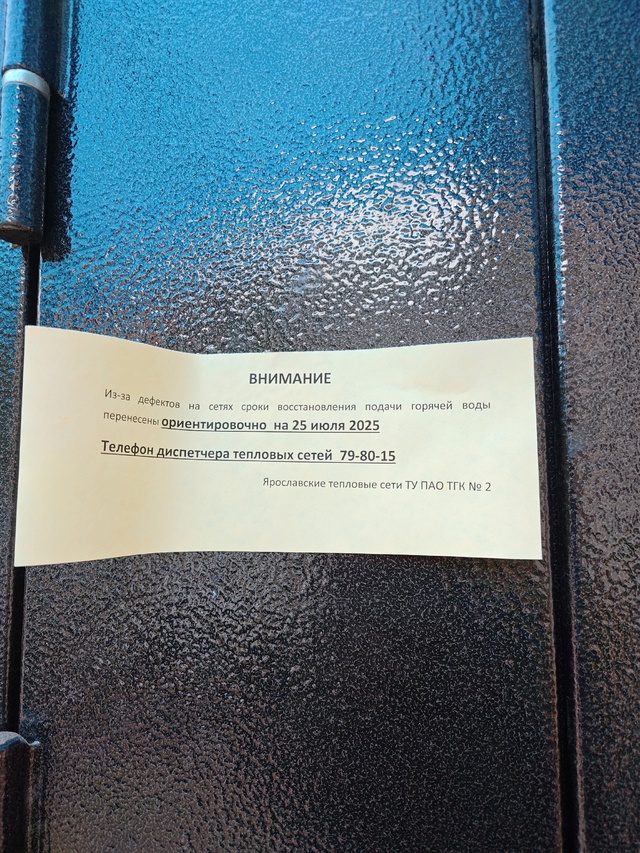 ВНИМАНИЕ
Из-за дефектов на сетях сроки восстановления подачи горячей воды
перенесены ориентировочно на 25 июля 2025
Телефон диспетчера тепловых сетей 79-80-15
Ярославские тепловые сети ТУ ПАО ТГК № 2